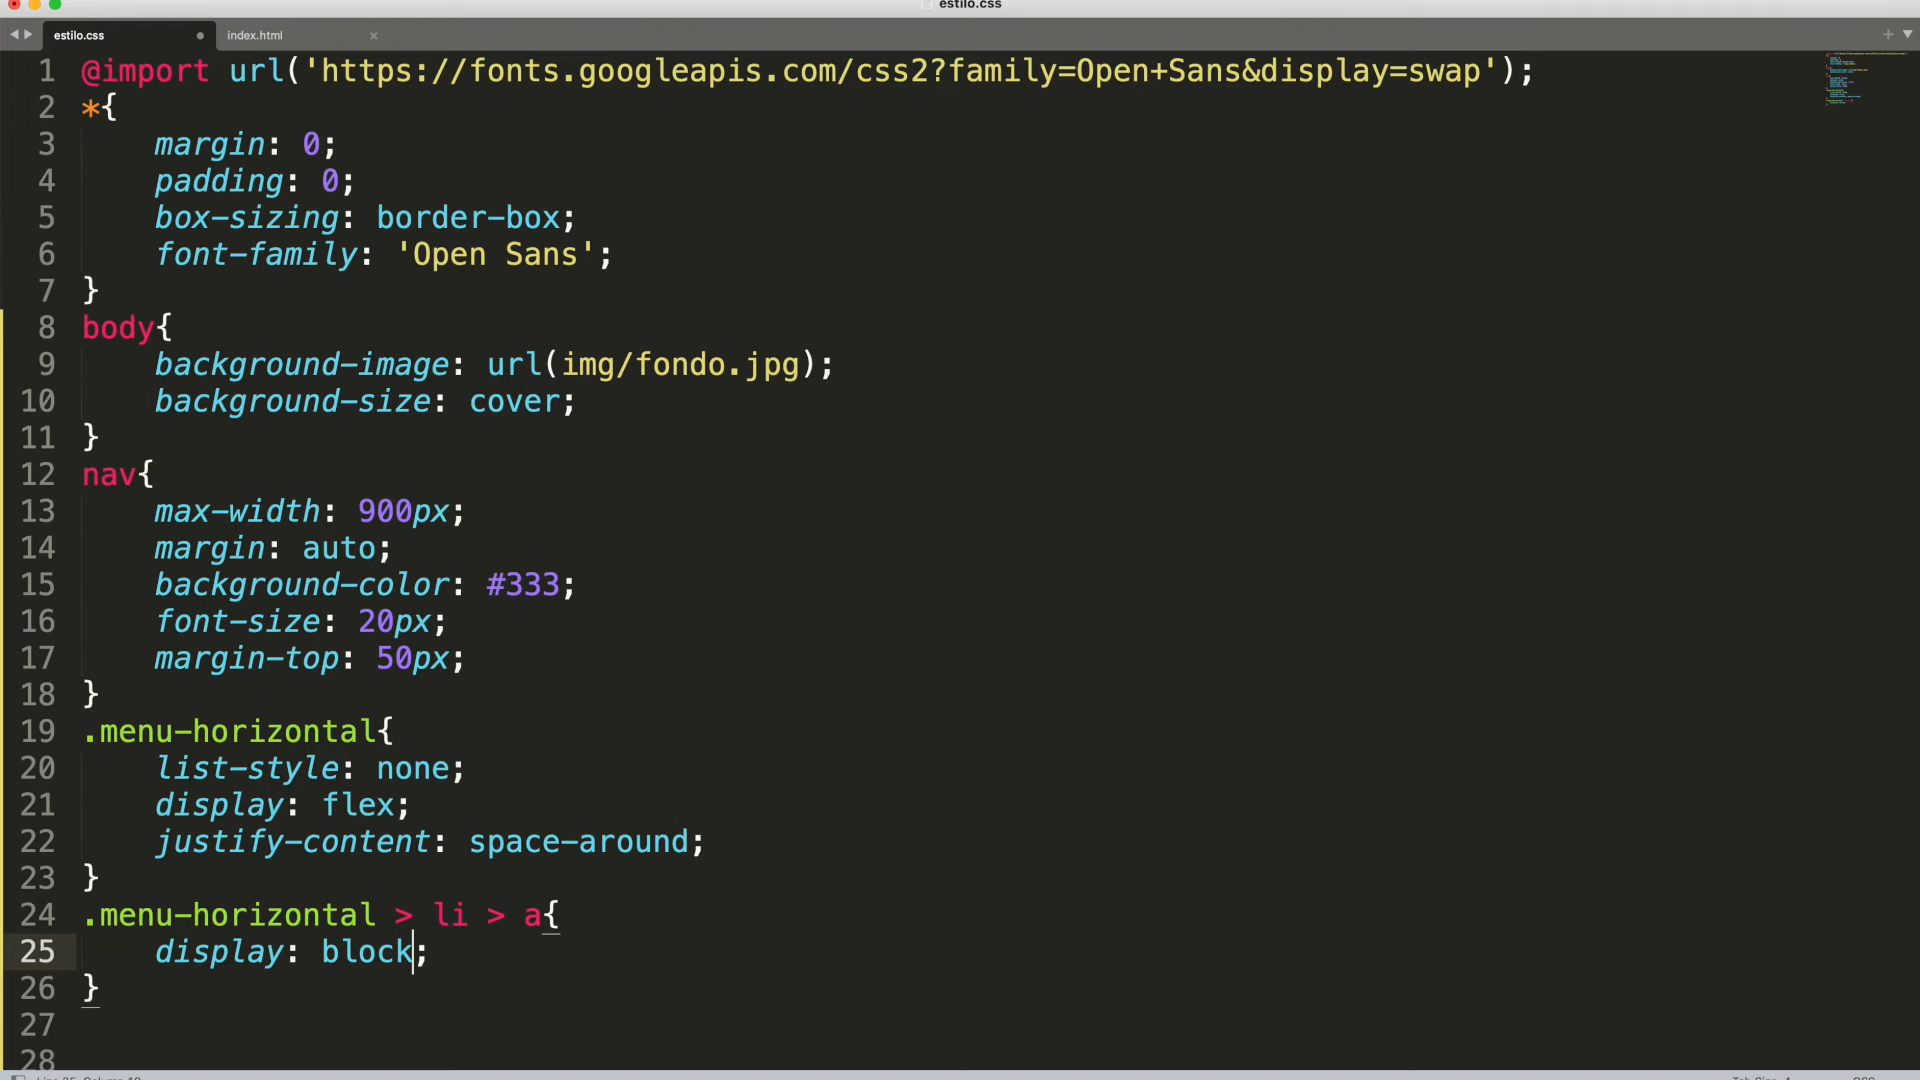 estilo.css
estilo.css
index.html
1 @import url('https://fonts.googleapis.com/css2?family=Open+Sans&display=swap');
2 *{
3 margin: 0;
4 padding: 0;
5 box-sizing: border-box;
6 font-family: 'Open Sans';
7 }
8 body{
9 background-image: url(img/fondo.jpg);
10 background-size: cover;
11 }
12 nav{
13 max-width: 900px;
14 margin: auto;
15 background-color: #333;
16 font-size: 20px;
17 margin-top: 50px;
18 }
19 .menu-horizontal{
20 list-style: none;
21 display: flex;
22 justify-content: space-around;
23 }
24 .menu-horizontal > li > a{
25 display: block;
26 }
27
28